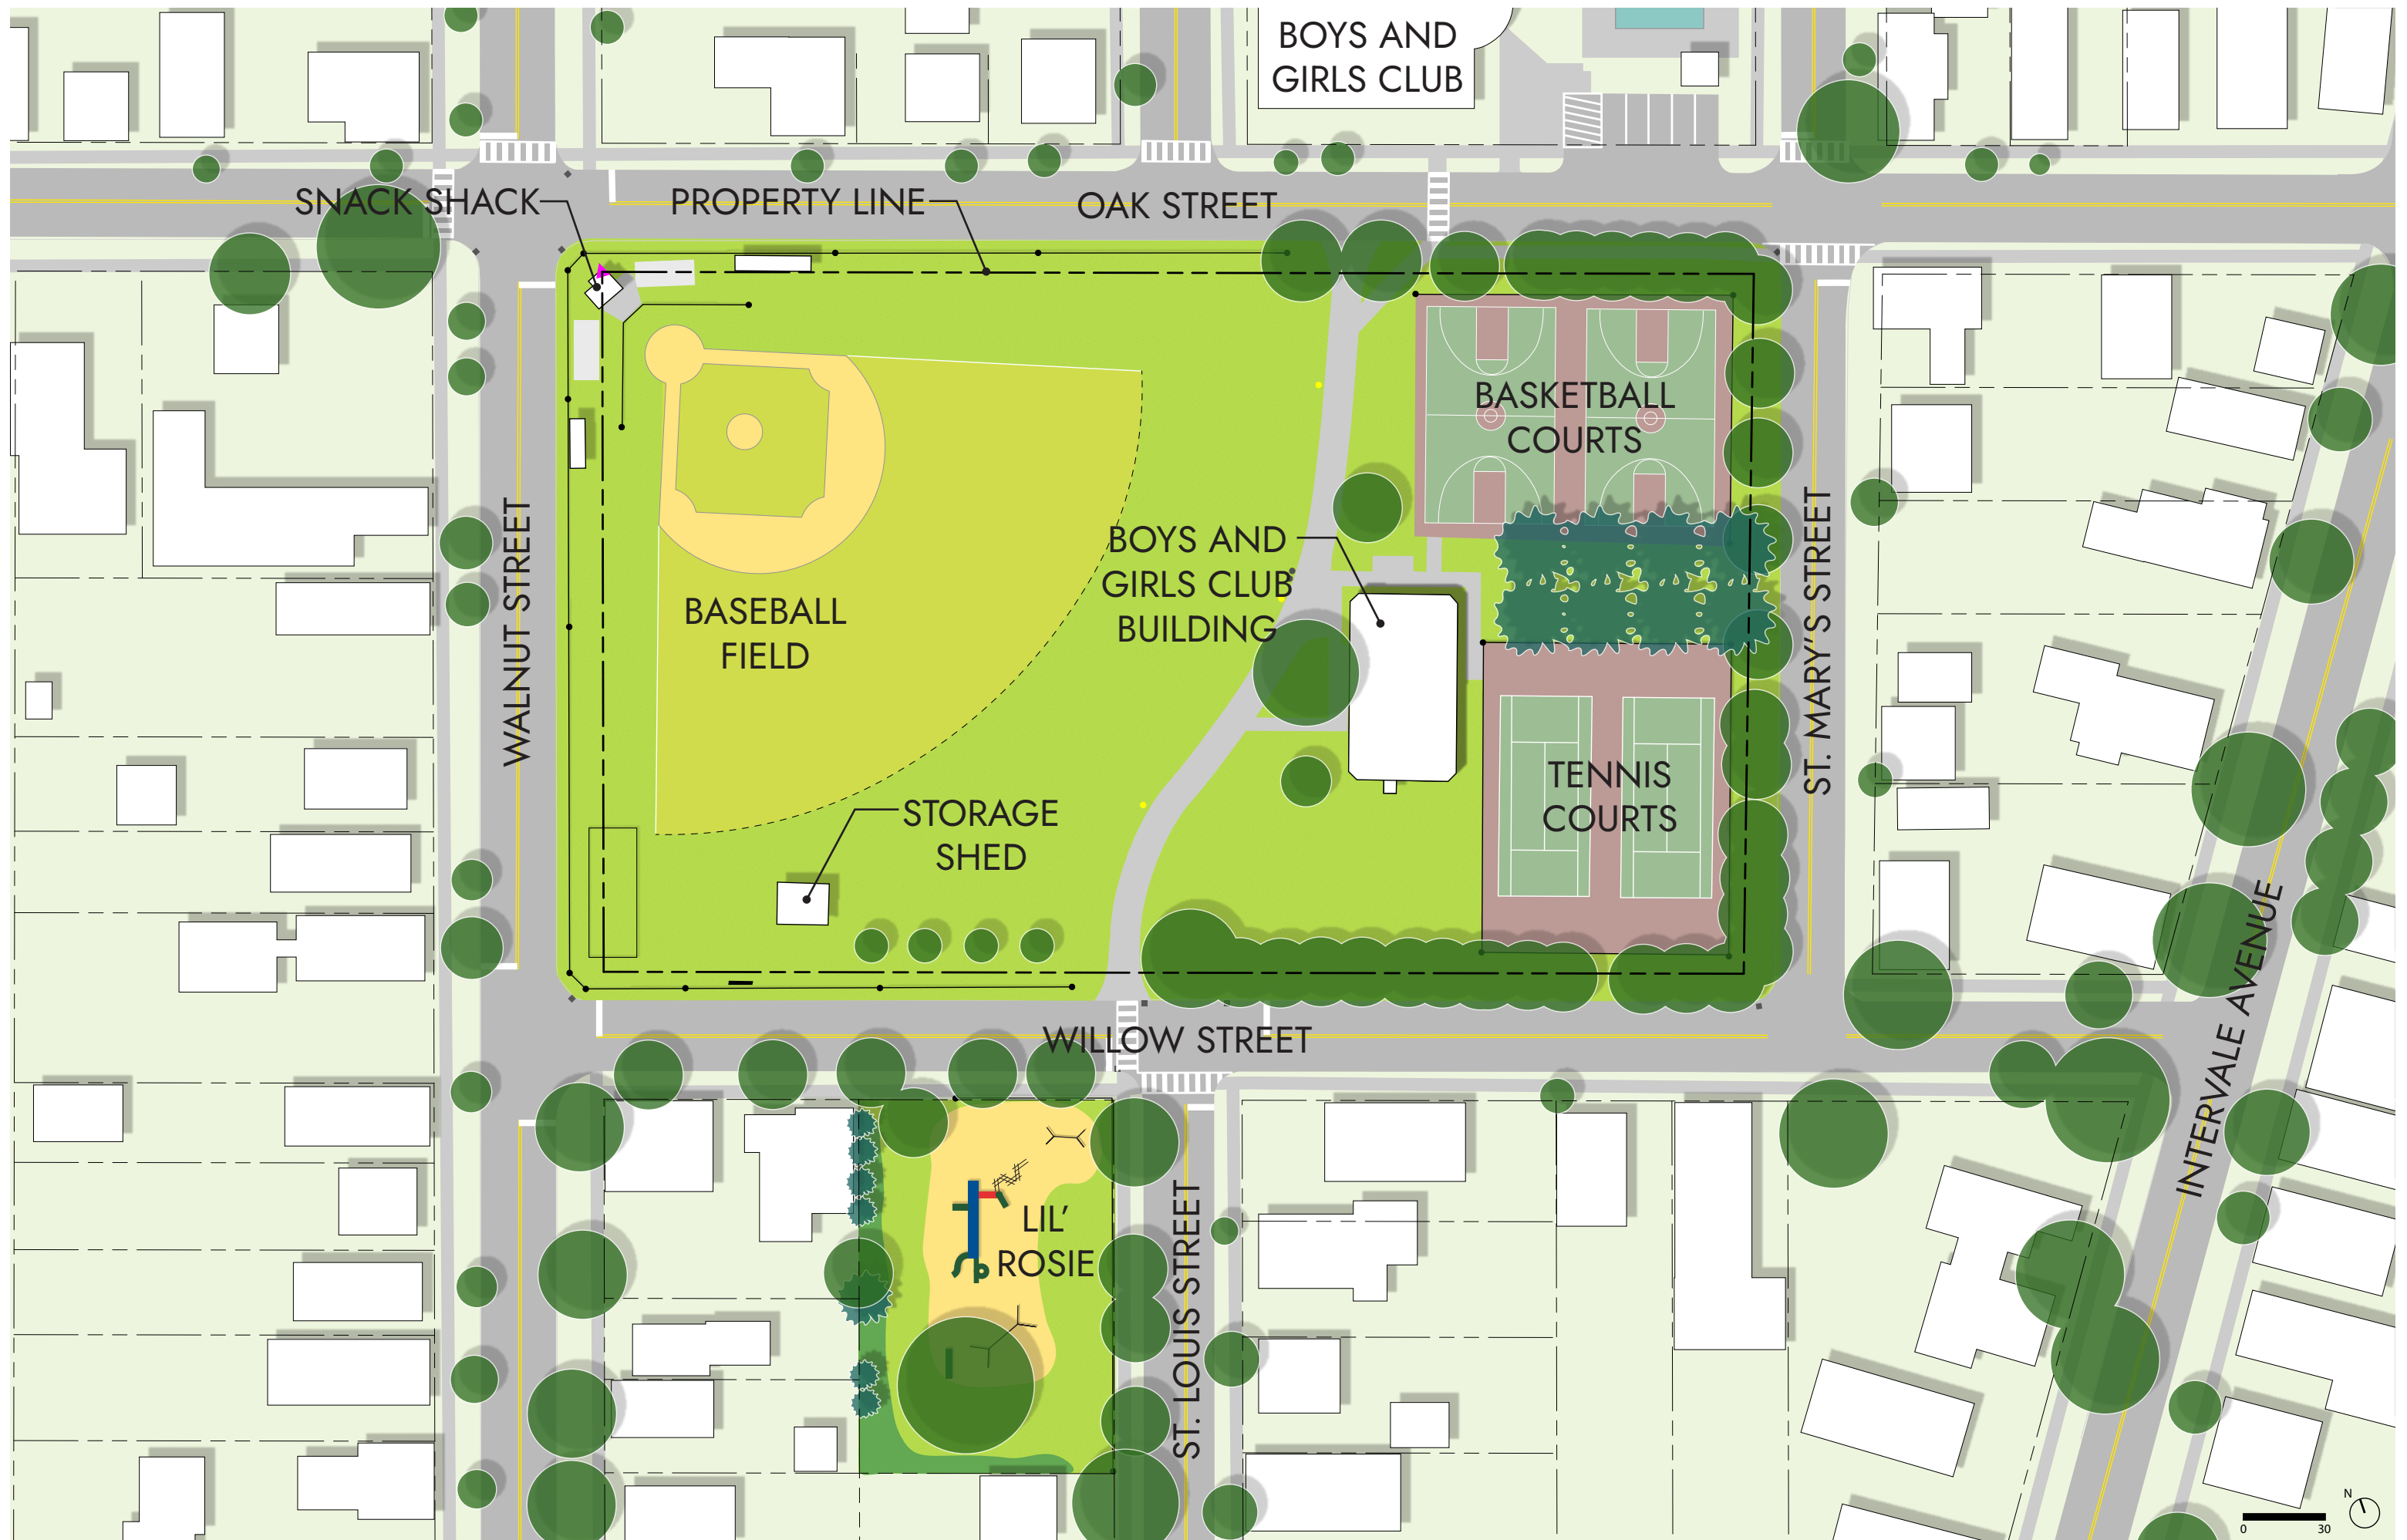 BOYS AND
GIRLS CLUB
SNACK SHACK
PROPERTY LINE
OAK STREET
BASKETBALL
COURTS
WALNUT STREET
BASEBALL
FIELD
BOYS AND
GIRLS CLUB
BUILDING
ST. MARY'S STREET
TENNIS
COURTS
STORAGE
SHED
WILLOW STREET
INTERVALE AVENUE
LIL'
ROSIE
ST. LOUIS STREET
N
0 30